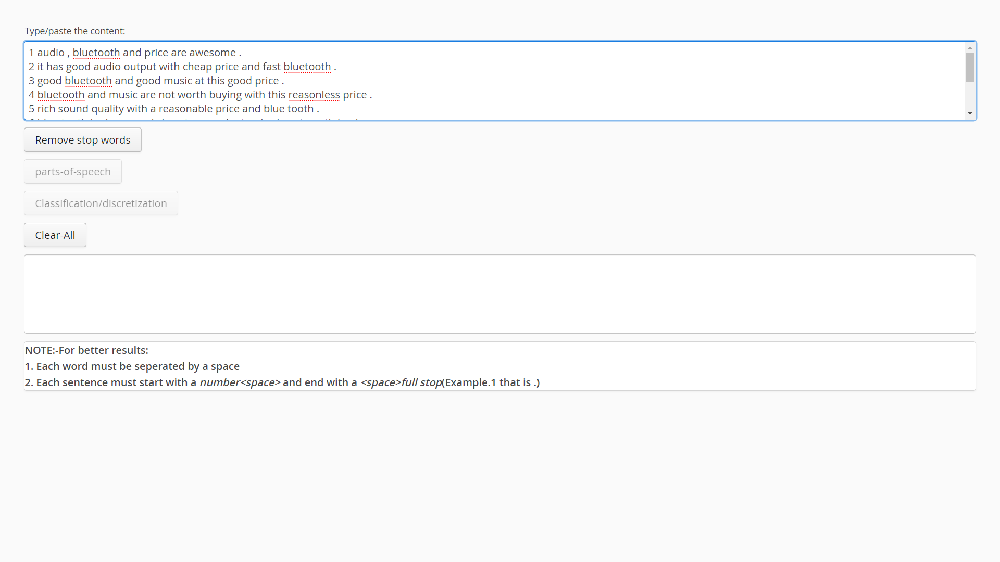 Type/paste the content:
1 audio , bluetooth and price are awesome .
2 it has good audio output with cheap price and fast bluetooth .
3 good bluetooth and good music at this good price .
4 bluetooth and music are not worth buying with this reasonless price .
5 rich sound quality with a reasonable price and blue tooth .
Remove stop words
parts-of-speech
Classification/discretization
Clear-All
NOTE:-For better results:
1. Each word must be seperated by a space
2. Each sentence must start with a number<space> and end with a <space>full stop(Example.1 that is .)